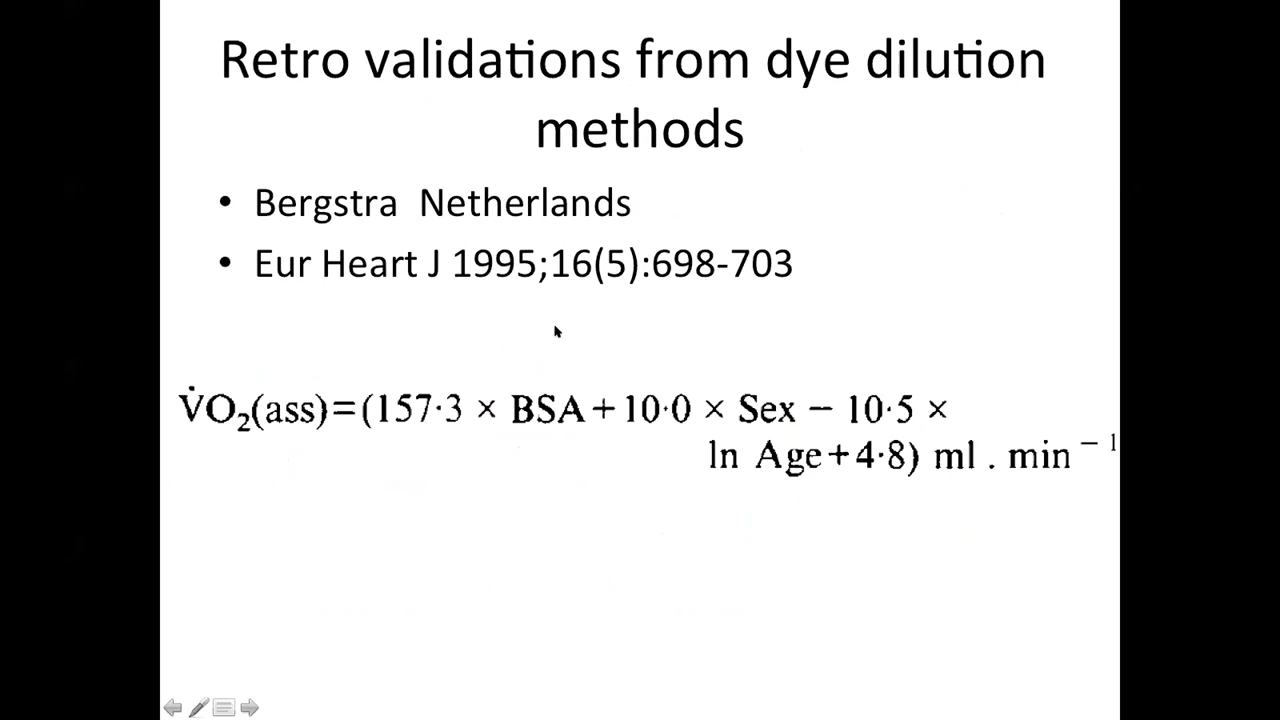 Retro validations from dye dilution
methods
• Bergstra Netherlands
• Eur Heart J 1995;16(5):698-703
V̇O₂(ass)=(157·3 × BSA+10·0 × Sex − 10·5 ×
ln Age+4·8) ml . min⁻¹